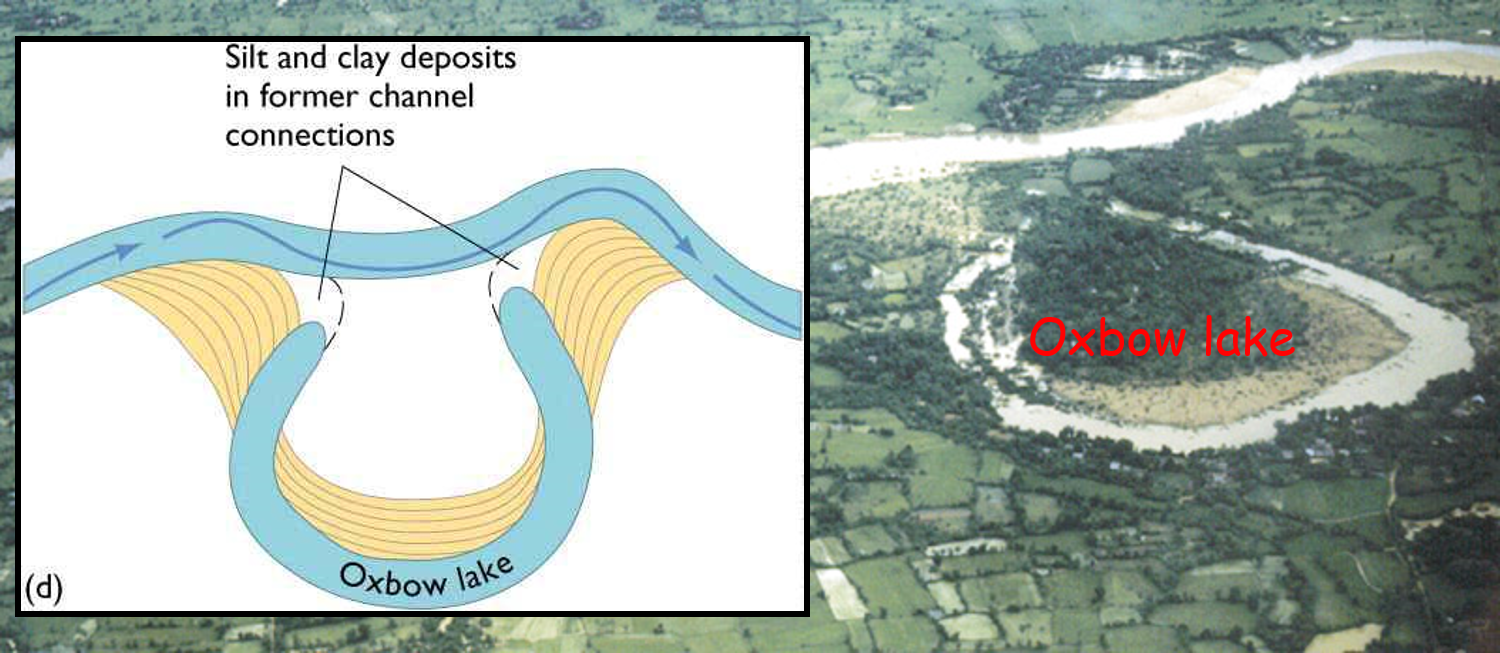 Silt and clay deposits
in former channel
connections
Oxbow lake
(d)
Oxbow lake